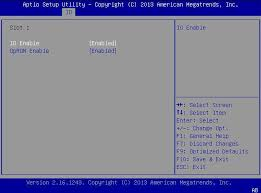 Aptio Setup Utility - Copyright (C) 2013 American Megatrends, Inc.
IO
Slot 1
IO Enable
IO Enable [Enabled]
OpROM Enable [Enabled]
→←: Select Screen
↑↓: Select Item
Enter: Select
+/-: Change Opt.
F1: General Help
F7: Discard Changes
F9: Optimized Defaults
F10: Save & Exit
ESC: Exit
Version 2.16.1243. Copyright (C) 2013 American Megatrends, Inc.
AB